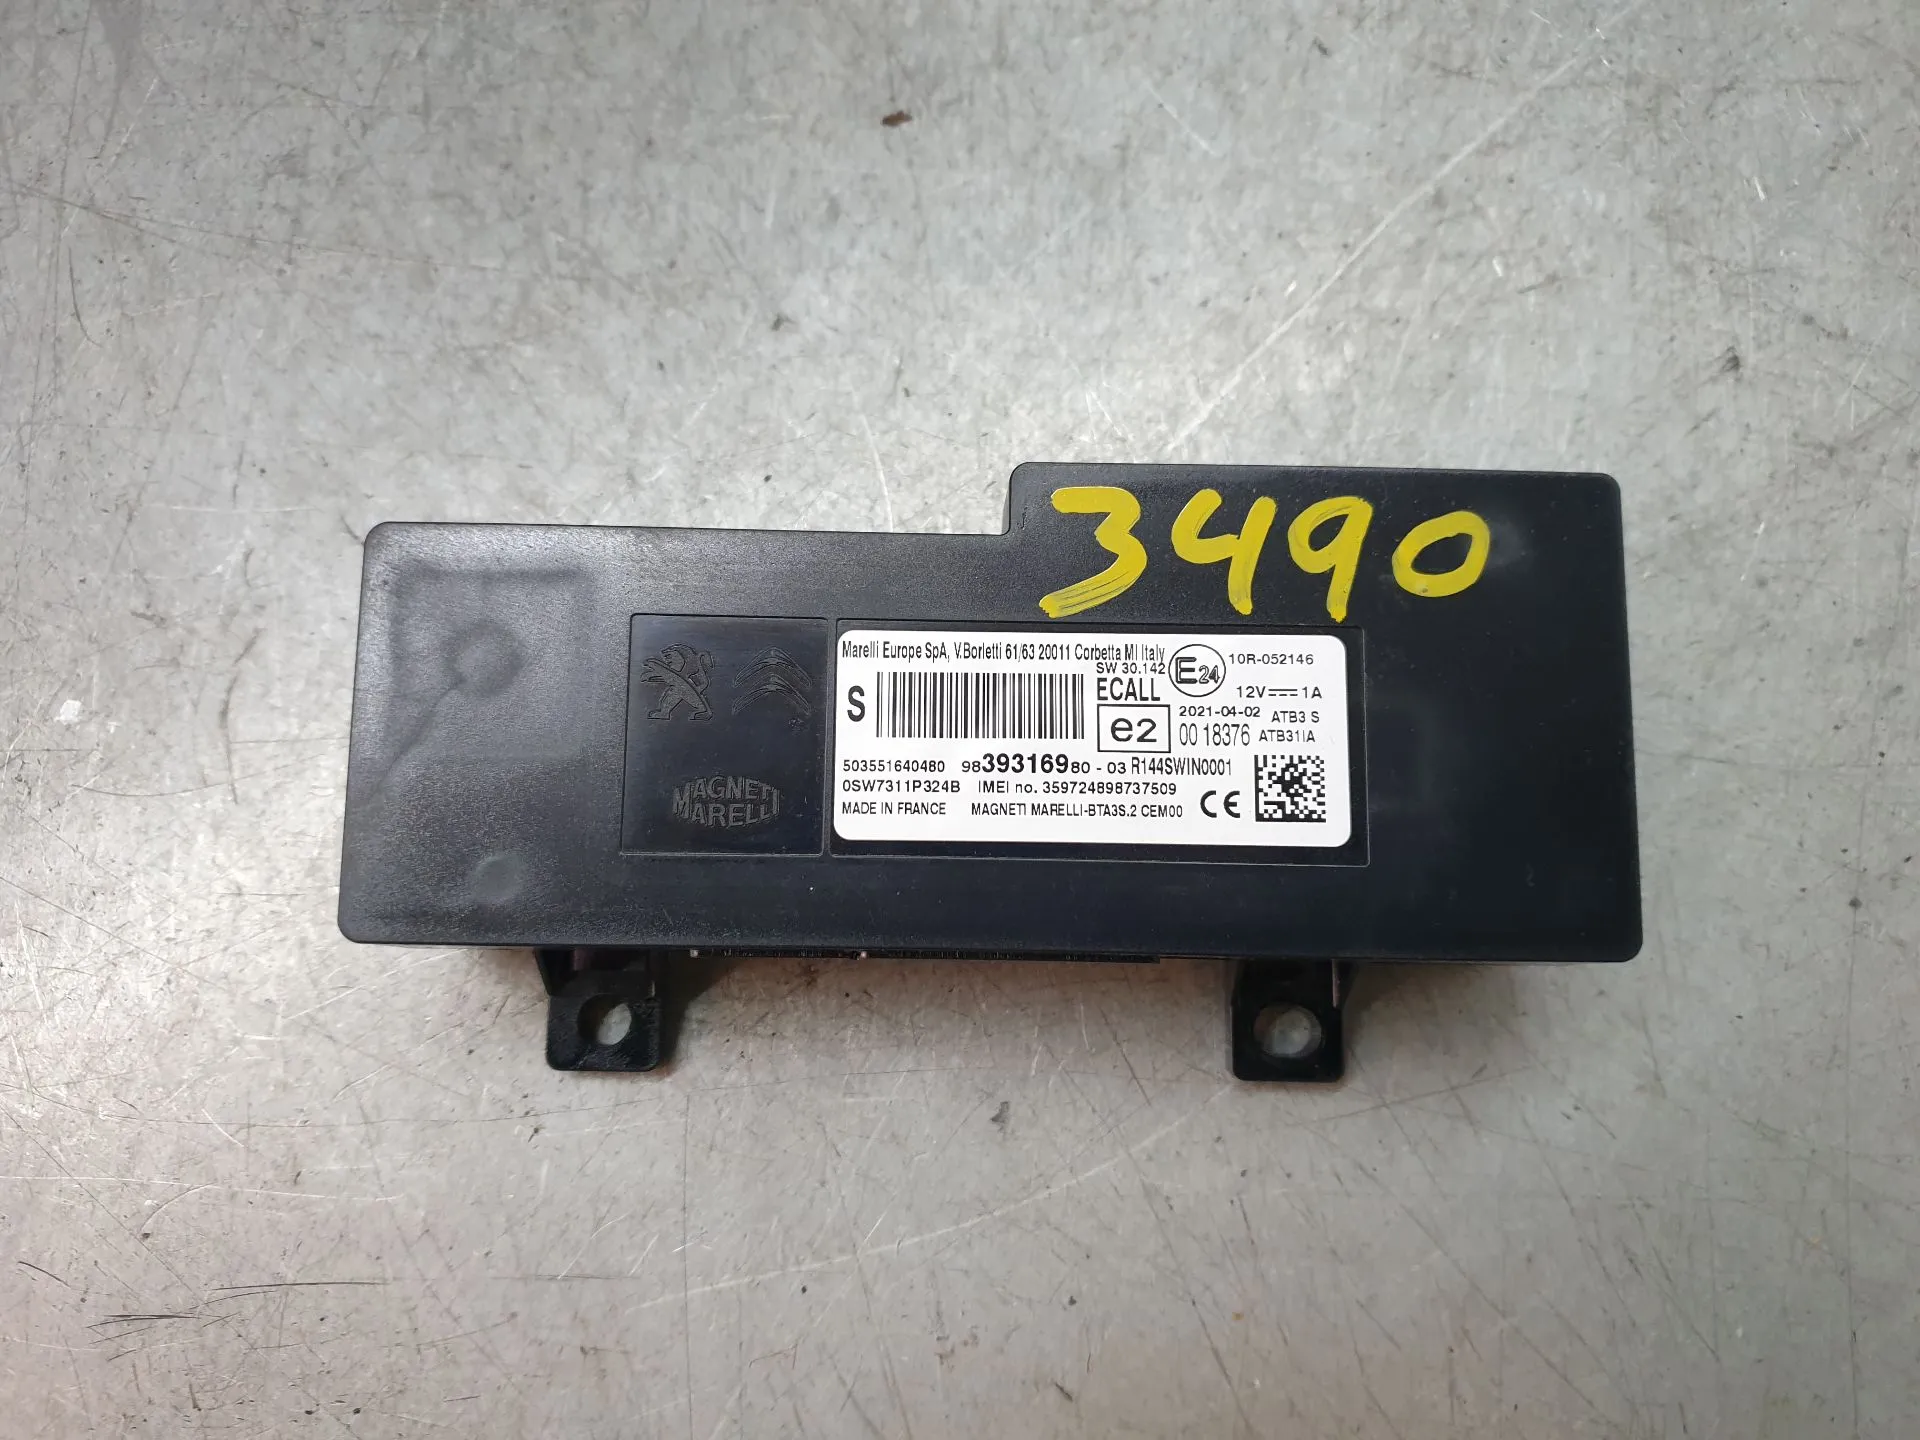 3490
MAGNETI
MARELLI
Marelli Europe SpA, V.Borletti 61/63 20011 Corbetta MI Italy
SW 30.142
ECALL
E24
10R-052146
12V 1A
S
e2
2021-04-02 ATB3 S
00 18376 ATB31IA
503551640480 9839316980-03 R144SWIN0001
0SW7311P324B IMEI no. 359724898737509
MADE IN FRANCE MAGNETI MARELLI-BTA3S.2 CEM00 CE